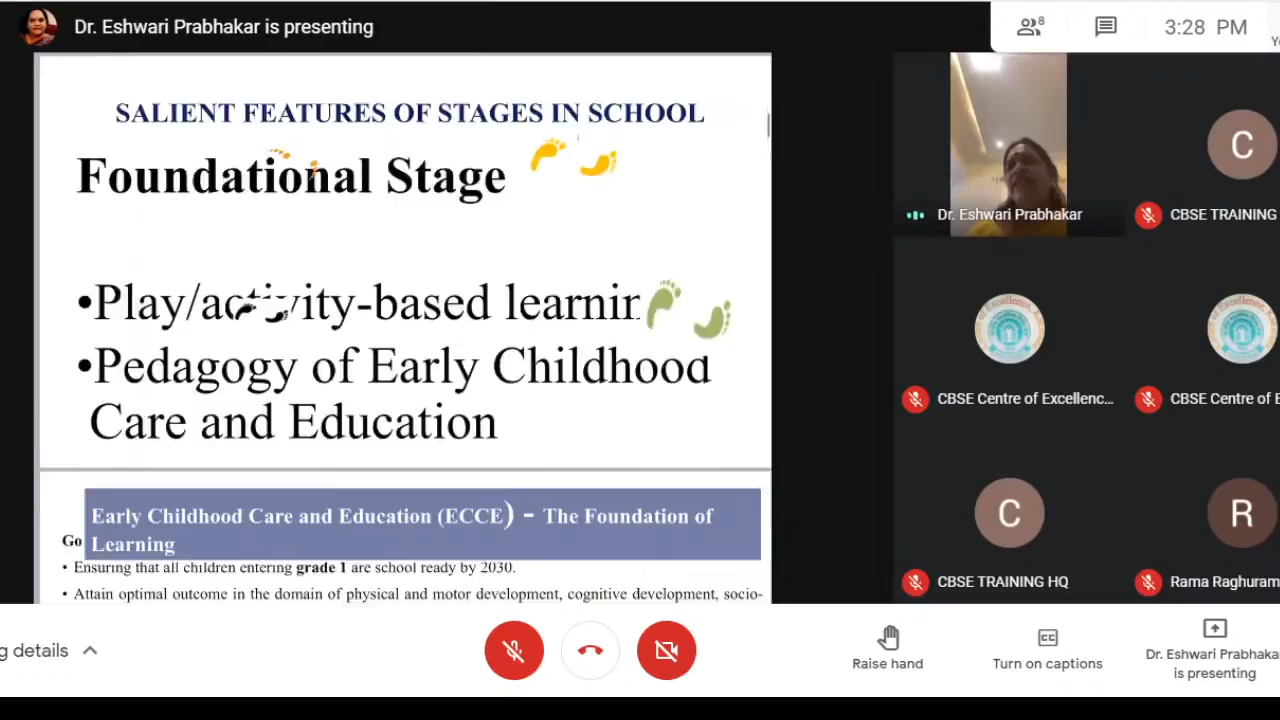 Dr. Eshwari Prabhakar is presenting
8
3:28 PM
SALIENT FEATURES OF STAGES IN SCHOOL
Foundational Stage
•Play/activity-based learnin
•Pedagogy of Early Childhood
Care and Education
Early Childhood Care and Education (ECCE) - The Foundation of
Learning
Go
• Ensuring that all children entering grade 1 are school ready by 2030.
• Attain optimal outcome in the domain of physical and motor development, cognitive development, socio-
Dr. Eshwari Prabhakar
C
CBSE TRAINING
CBSE Centre of Excellenc...
CBSE Centre of E
C
CBSE TRAINING HQ
R
Rama Raghuram
g details
Raise hand
CC
Turn on captions
Dr. Eshwari Prabhakar
is presenting